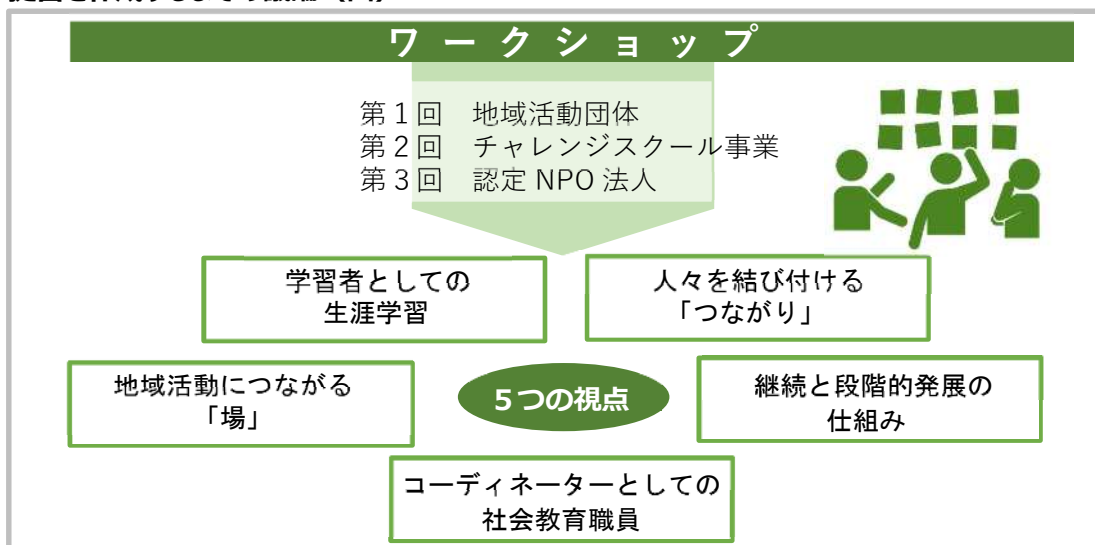 ワークショップ
第１回　地域活動団体
第２回　チャレンジスクール事業
第３回　認定 NPO 法人
学習者としての
生涯学習
人々を結び付ける
「つながり」
地域活動につながる
「場」
５つの視点
継続と段階的発展の
仕組み
コーディネーターとしての
社会教育職員